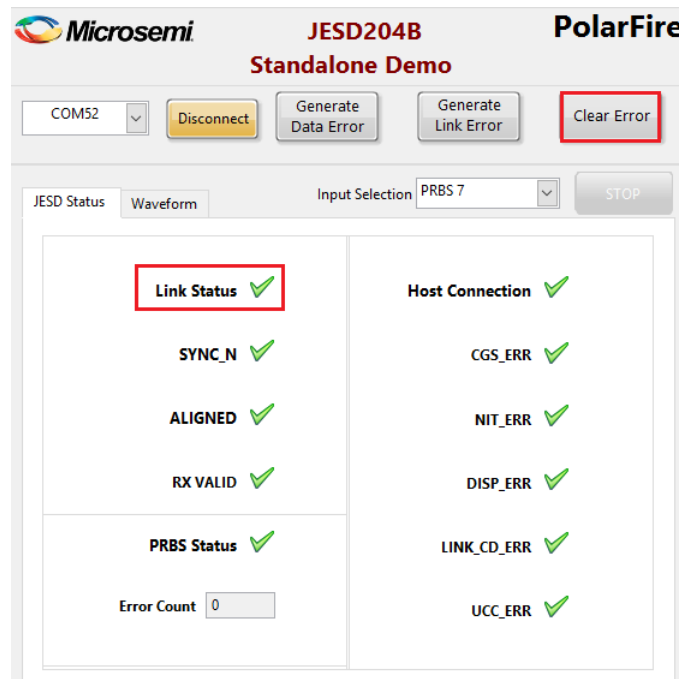 Microsemi.
JESD204B
Standalone Demo
PolarFire
COM52
Disconnect
Generate
Data Error
Generate
Link Error
Clear Error
JESD Status
Waveform
Input Selection
PRBS 7
STOP
Link Status
SYNC_N
ALIGNED
RX VALID
PRBS Status
Error Count 0
Host Connection
CGS_ERR
NIT_ERR
DISP_ERR
LINK_CD_ERR
UCC_ERR